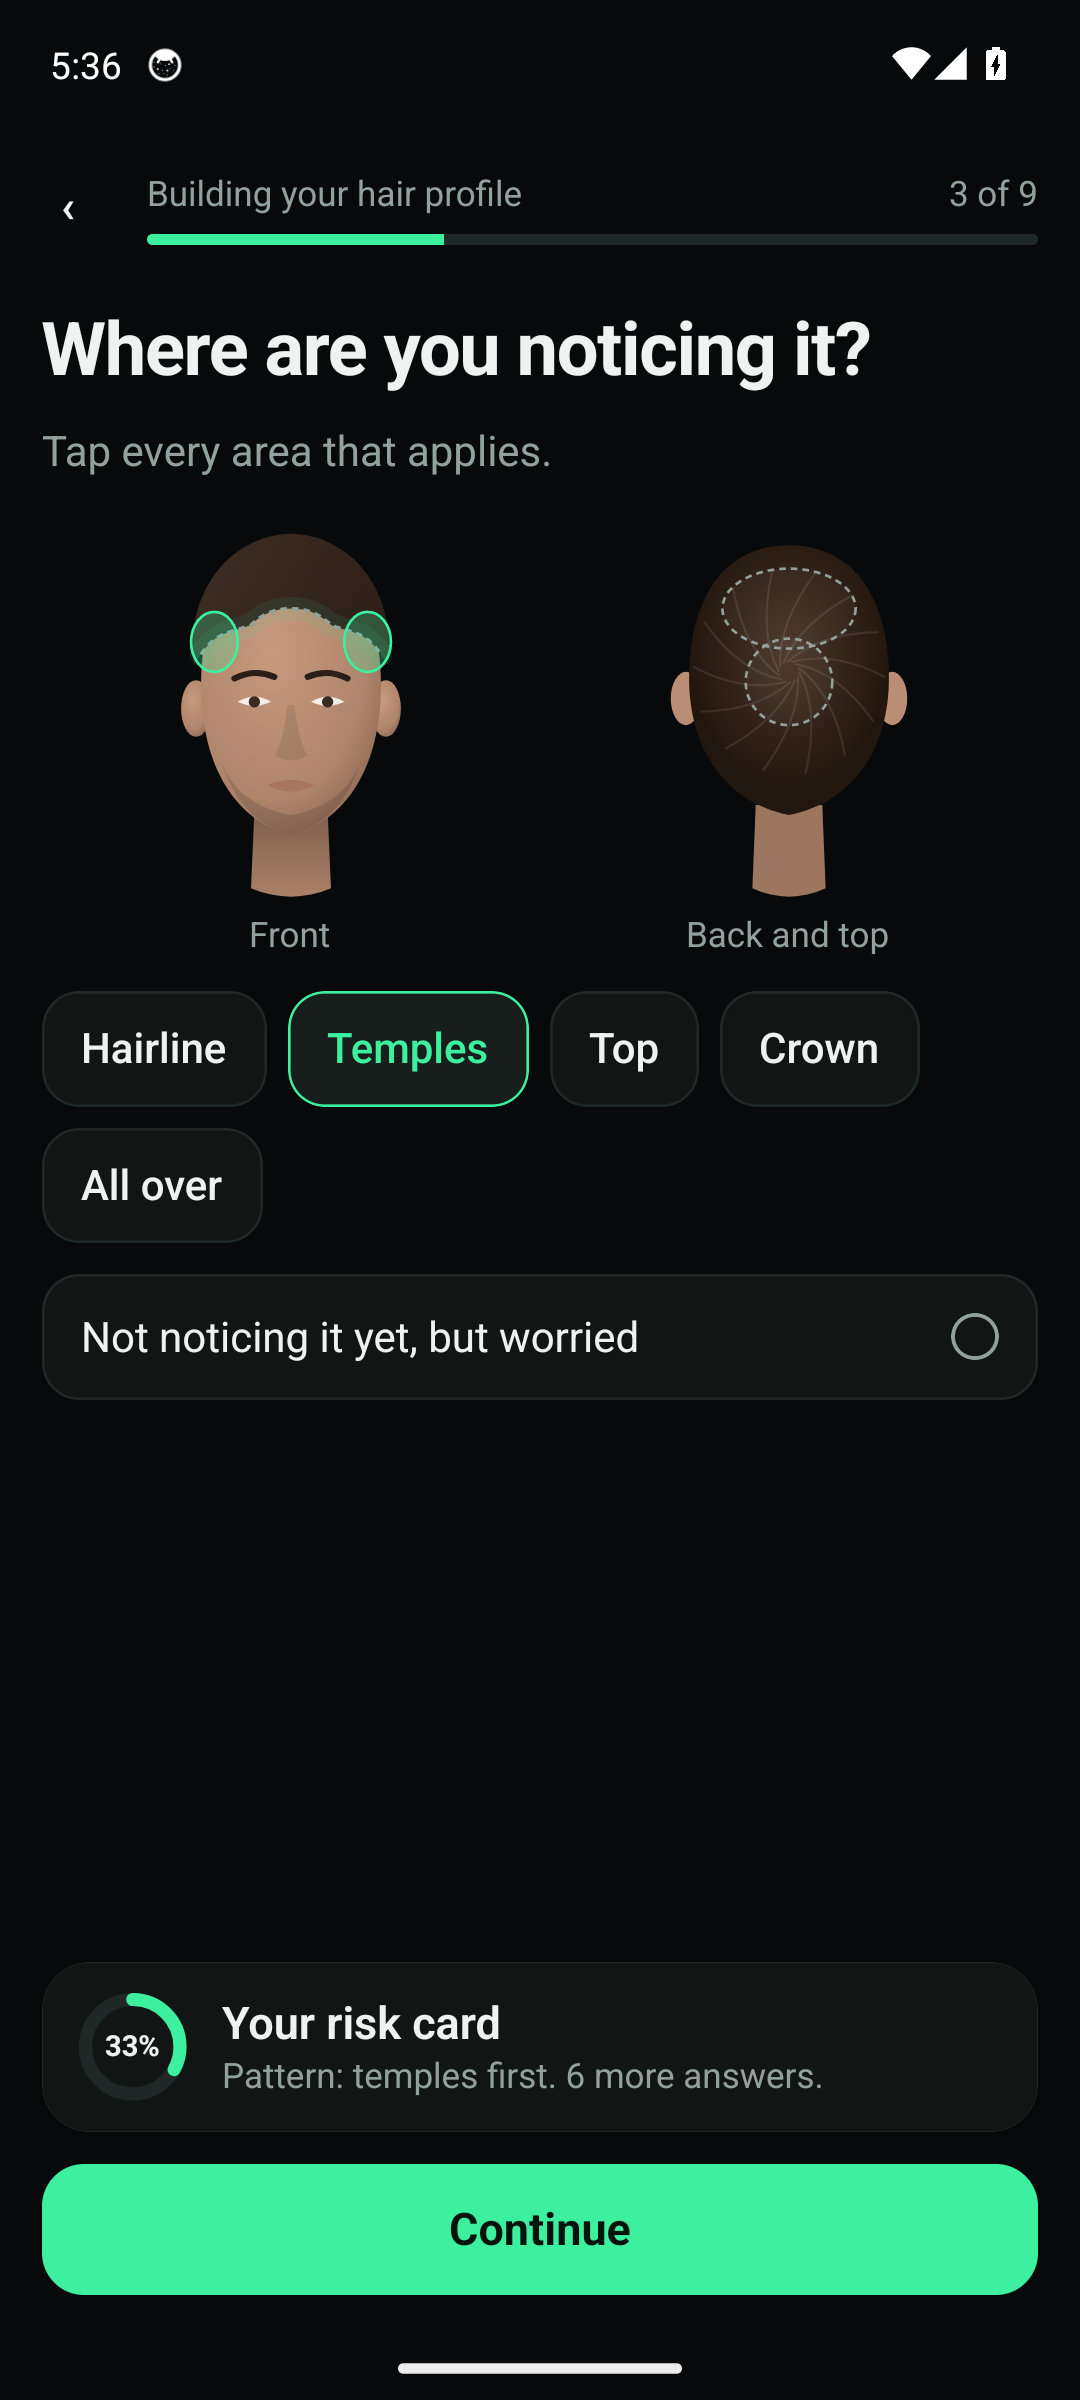 5:36
Building your hair profile
3 of 9
Where are you noticing it?
Tap every area that applies.
Front
Back and top
Hairline
Temples
Top
Crown
All over
Not noticing it yet, but worried
33%
Your risk card
Pattern: temples first. 6 more answers.
Continue